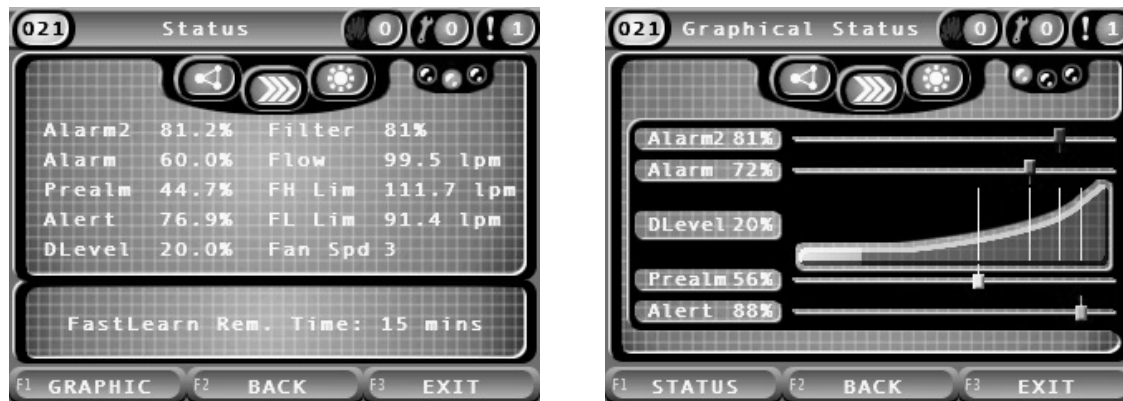 021 Status 0 0 ! 1
Alarm2 81.2% Filter 81%
Alarm 60.0% Flow 99.5 lpm
Prealm 44.7% FH Lim 111.7 lpm
Alert 76.9% FL Lim 91.4 lpm
DLevel 20.0% Fan Spd 3
FastLearn Rem. Time: 15 mins
F1 GRAPHIC F2 BACK F3 EXIT
021 Graphical Status 0 0 ! 1
Alarm2 81%
Alarm 72%
DLevel 20%
Prealm 56%
Alert 88%
F1 STATUS F2 BACK F3 EXIT